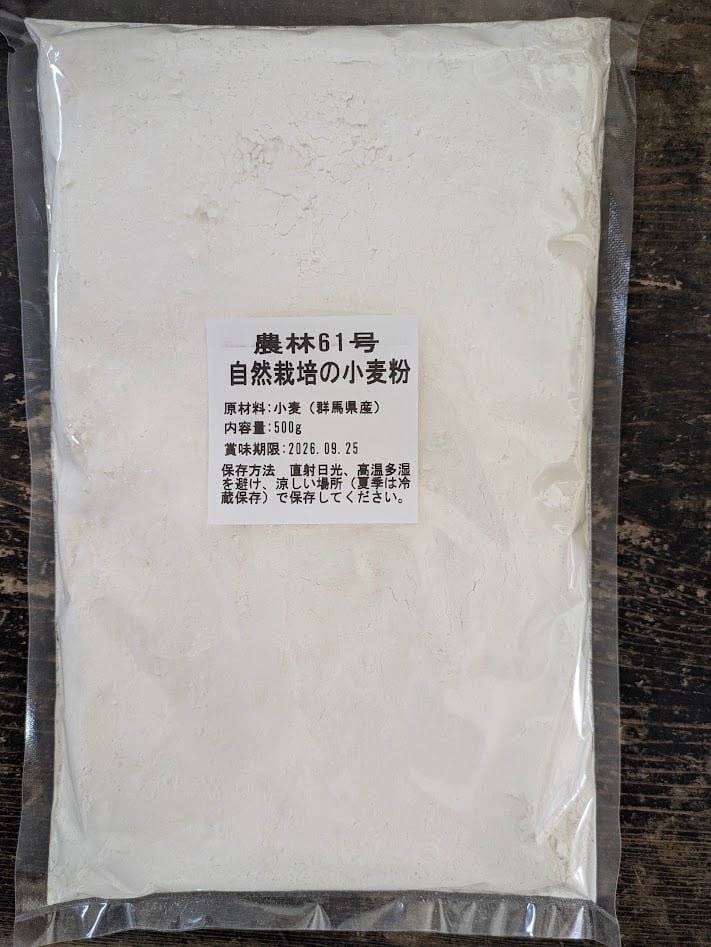 農林61号
自然栽培の小麦粉
原材料:小麦（群馬県産）
内容量:500g
賞味期限:2026.09.25
保存方法　直射日光、高温多湿
を避け、涼しい場所（夏季は冷
蔵保存）で保存してください。